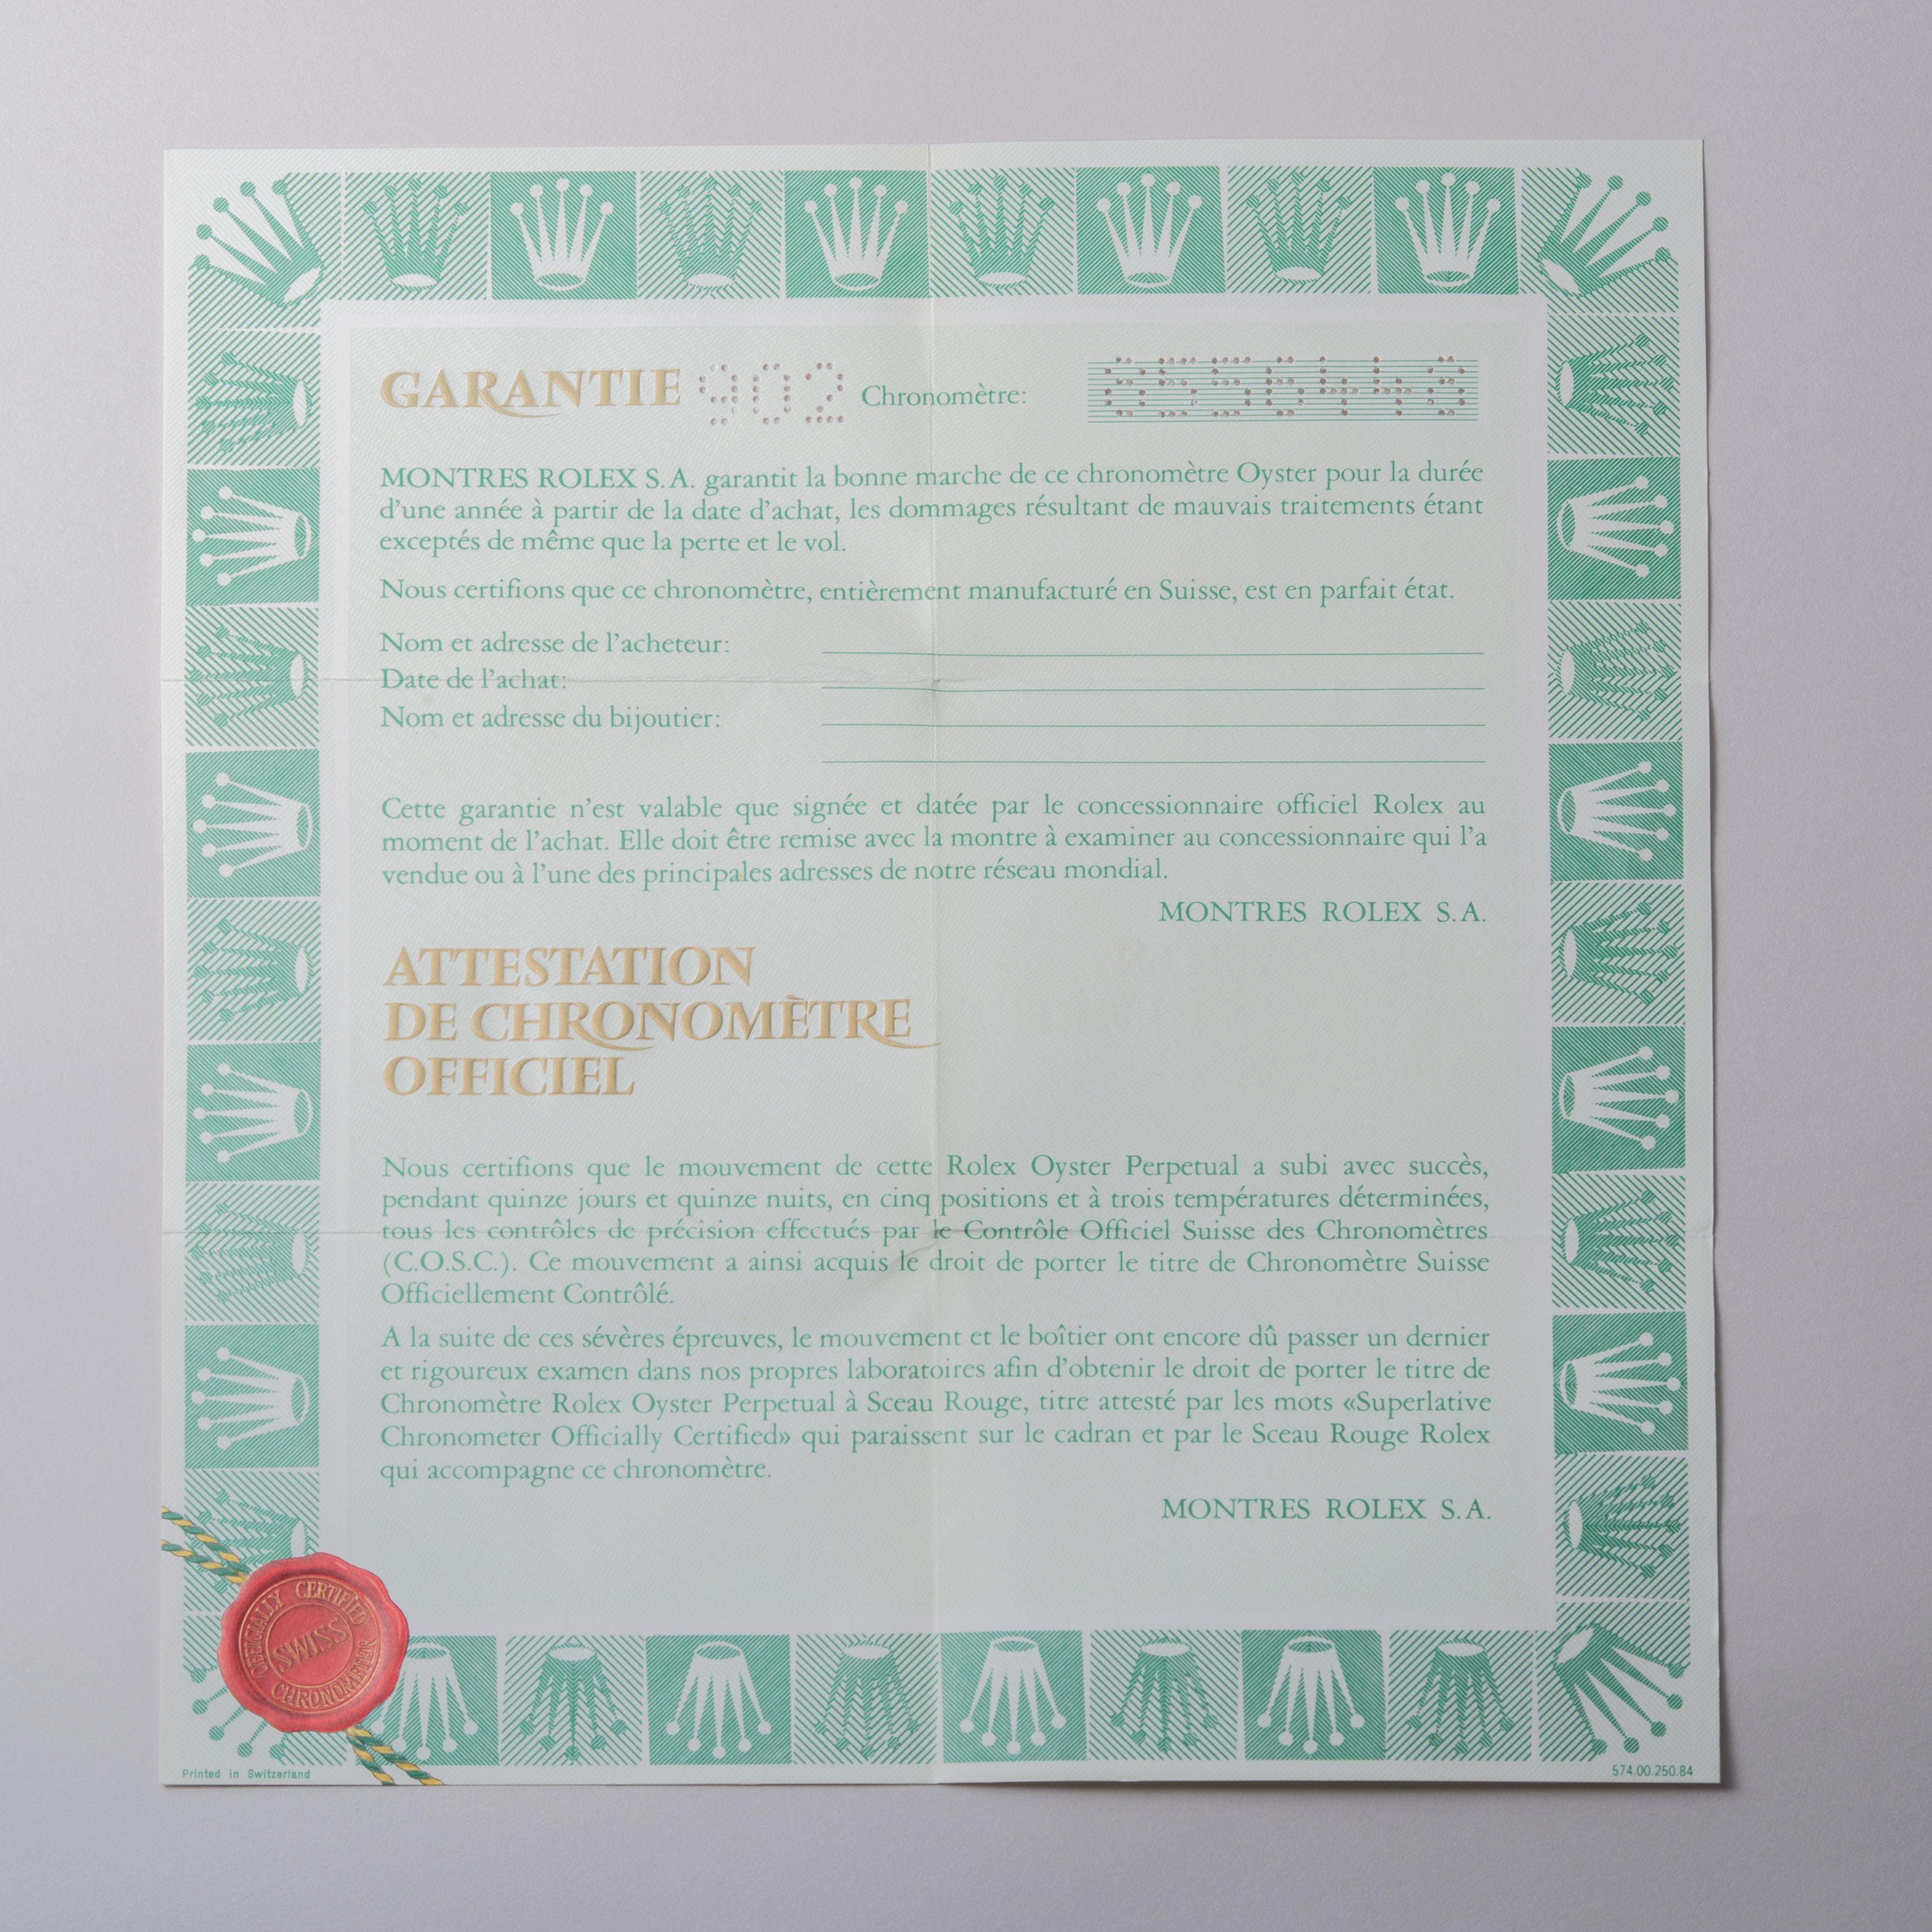 GARANTIE 902 Chronomètre:
MONTRES ROLEX S.A. garantit la bonne marche de ce chronomètre Oyster pour la durée
d'une année à partir de la date d'achat, les dommages résultant de mauvais traitements étant
exceptés de même que la perte et le vol.
Nous certifions que ce chronomètre, entièrement manufacturé en Suisse, est en parfait état.
Nom et adresse de l'acheteur:
Date de l'achat:
Nom et adresse du bijoutier:
Cette garantie n'est valable que signée et datée par le concessionnaire officiel Rolex au
moment de l'achat. Elle doit être remise avec la montre à examiner au concessionnaire qui l'a
vendue ou à l'une des principales adresses de notre réseau mondial.
MONTRES ROLEX S.A.
ATTESTATION
DE CHRONOMÈTRE
OFFICIEL
Nous certifions que le mouvement de cette Rolex Oyster Perpetual a subi avec succès,
pendant quinze jours et quinze nuits, en cinq positions et à trois températures déterminées,
tous les contrôles de précision effectués par le Contrôle Officiel Suisse des Chronomètres
(C.O.S.C.). Ce mouvement a ainsi acquis le droit de porter le titre de Chronomètre Suisse
Officiellement Contrôlé.
A la suite de ces sévères épreuves, le mouvement et le boîtier ont encore dû passer un dernier
et rigoureux examen dans nos propres laboratoires afin d'obtenir le droit de porter le titre de
Chronomètre Rolex Oyster Perpetual à Sceau Rouge, titre attesté par les mots «Superlative
Chronometer Officially Certified» qui paraissent sur le cadran et par le Sceau Rouge Rolex
qui accompagne ce chronomètre.
MONTRES ROLEX S.A.
OFFICIALLY CERTIFIED
SWISS
CHRONOMETER
Printed in Switzerland
574.00.250.84